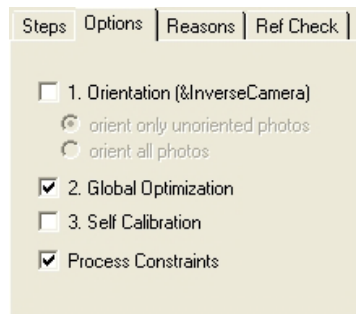 Steps Options Reasons Ref Check
1. Orientation (&InverseCamera)
orient only unoriented photos
orient all photos
2. Global Optimization
3. Self Calibration
Process Constraints